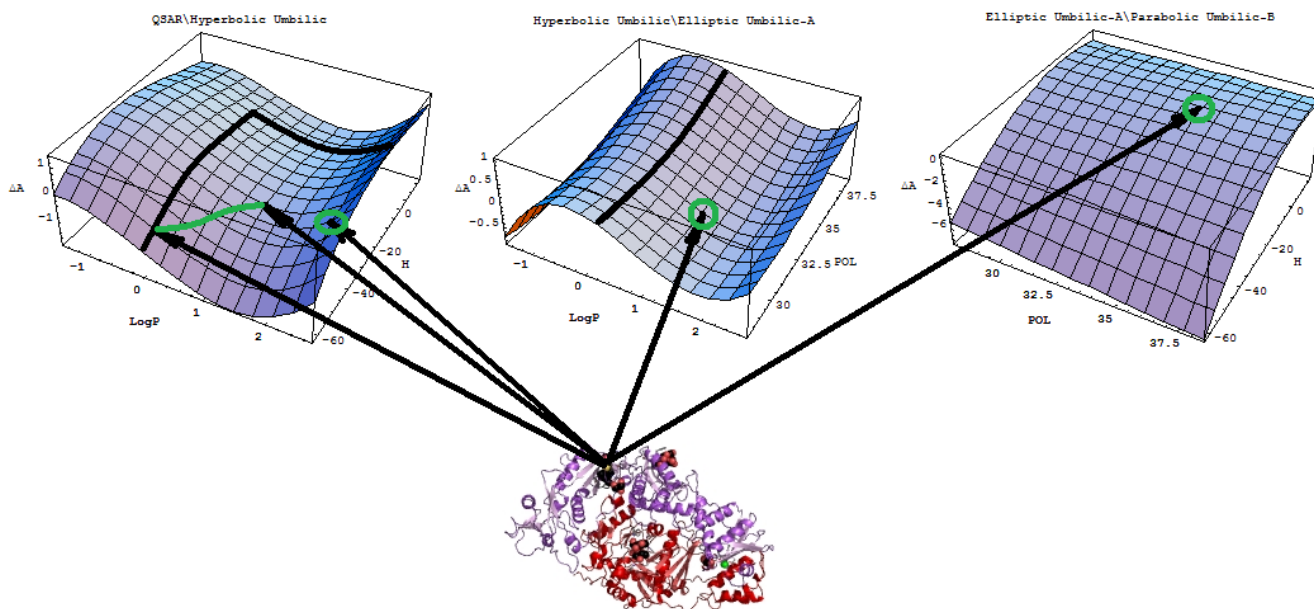 QSAR\Hyperbolic Umbilic
1
0
-1
ΔA
-1
0
1
2
LogP
0
-20
-40
-60
H
Hyperbolic Umbilic\Elliptic Umbilic-A
1
0.5
0
-0.5
ΔA
-1
0
1
2
LogP
37.5
35
32.5
30
POL
Elliptic Umbilic-A\Parabolic Umbilic-B
0
-2
-4
-6
ΔA
30
32.5
35
37.5
POL
0
-20
-40
-60
H